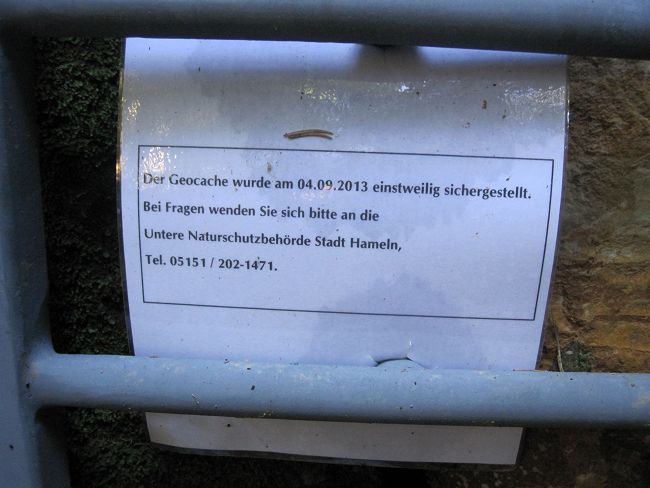 Der Geocache wurde am 04.09.2013 einstweilig sichergestellt.
Bei Fragen wenden Sie sich bitte an die
Untere Naturschutzbehörde Stadt Hameln,
Tel. 05151 / 202-1471.